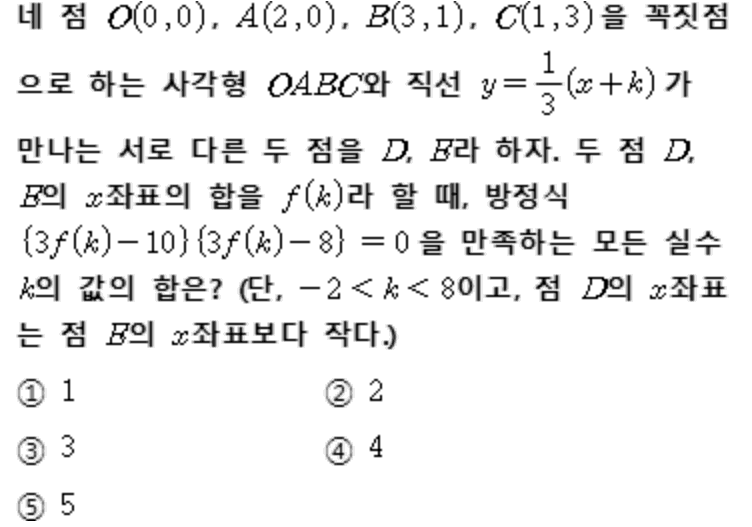 네 점 O(0,0), A(2,0), B(3,1), C(1,3)을 꼭짓점
으로 하는 사각형 OABC와 직선 y=\frac{1}{3}(x+k)가
만나는 서로 다른 두 점을 D, E라 하자. 두 점 D,
E의 x좌표의 합을 f(k)라 할 때, 방정식
{3f(k)-10}{3f(k)-8} = 0을 만족하는 모든 실수
k의 값의 합은? (단, -2<k<8이고, 점 D의 x좌표
는 점 E의 x좌표보다 작다.)
① 1 ② 2
③ 3 ④ 4
⑤ 5